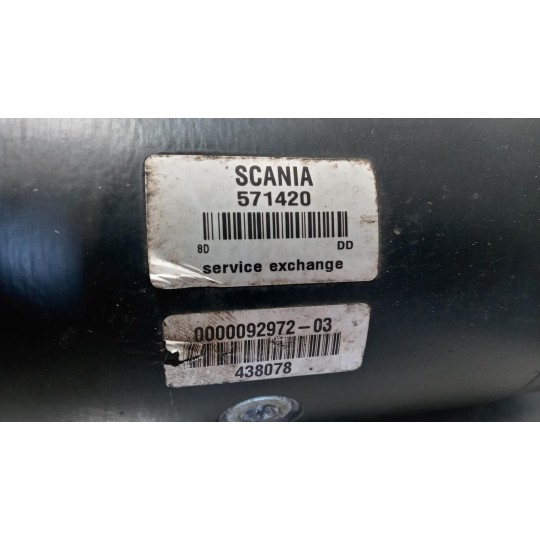 SCANIA
571420
8D DD
service exchange
0000092972-03
438078